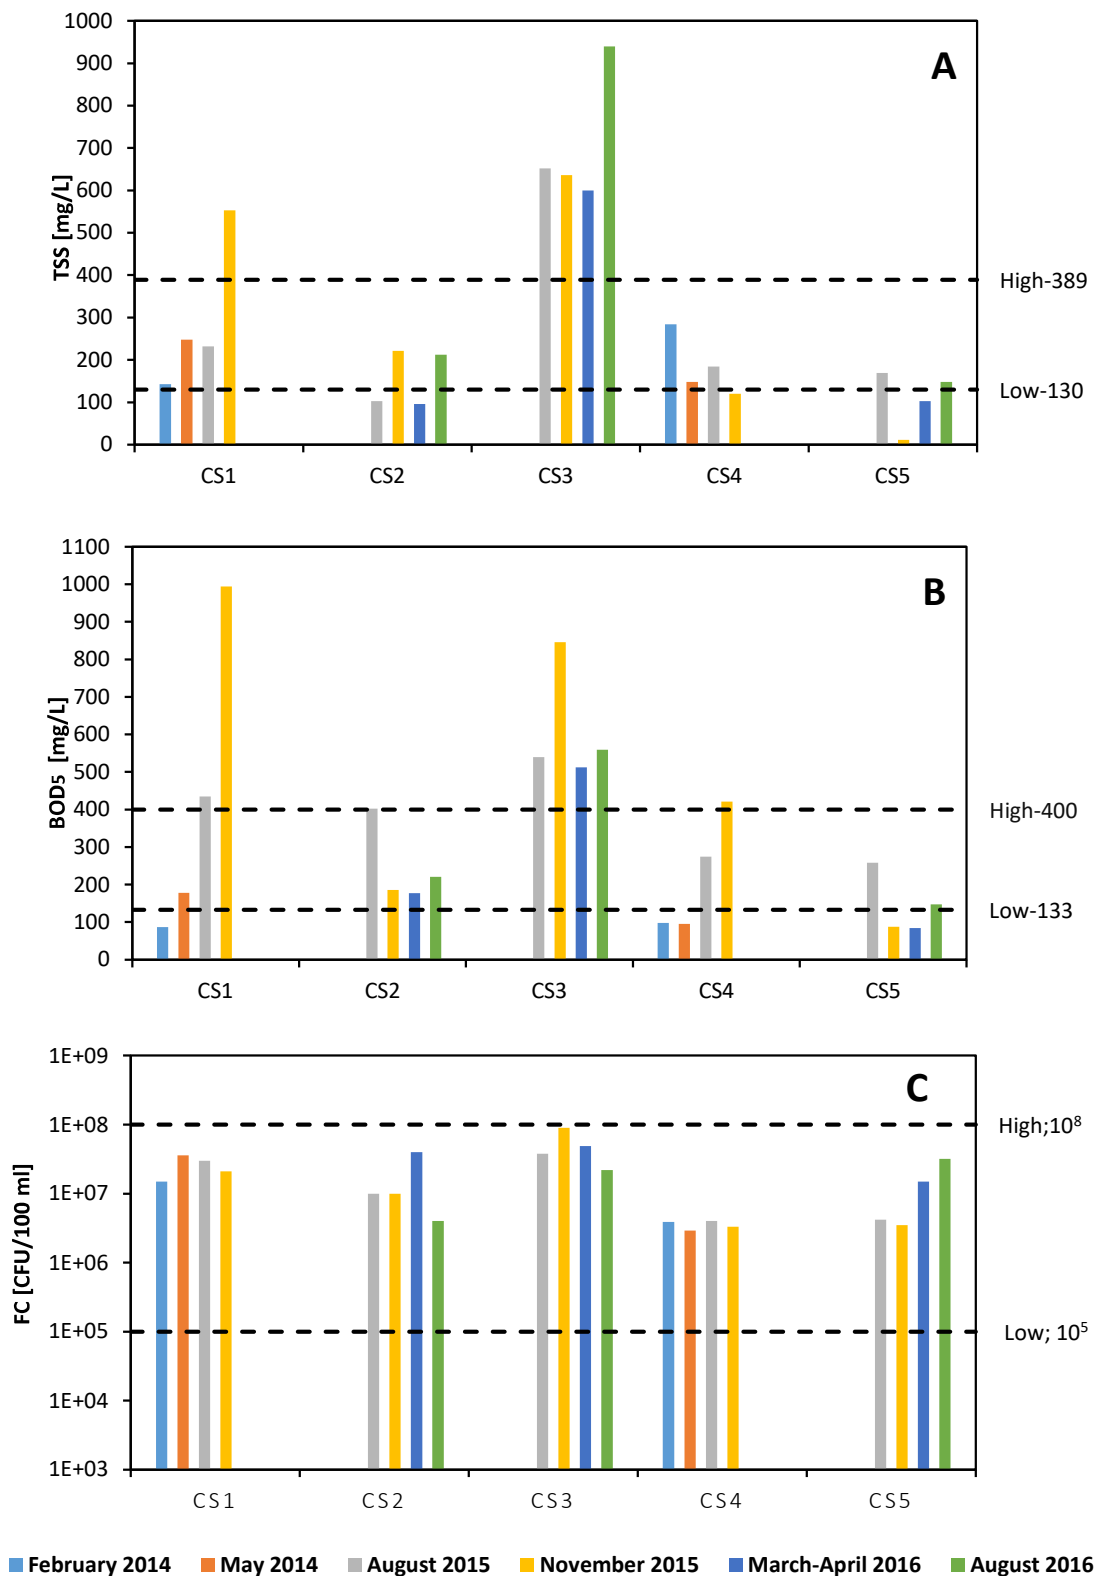 1000
900
800
700
600
500
400
300
200
100
0
TSS [mg/L]
A
High-389
Low-130
CS1 CS2 CS3 CS4 CS5
1100
1000
900
800
700
600
500
400
300
200
100
0
BOD5 [mg/L]
B
High-400
Low-133
CS1 CS2 CS3 CS4 CS5
1E+09
1E+08
1E+07
1E+06
1E+05
1E+04
1E+03
FC [CFU/100 ml]
C
High;10⁸
Low; 10⁵
CS1 CS2 CS3 CS4 CS5
February 2014 May 2014 August 2015 November 2015 March-April 2016 August 2016